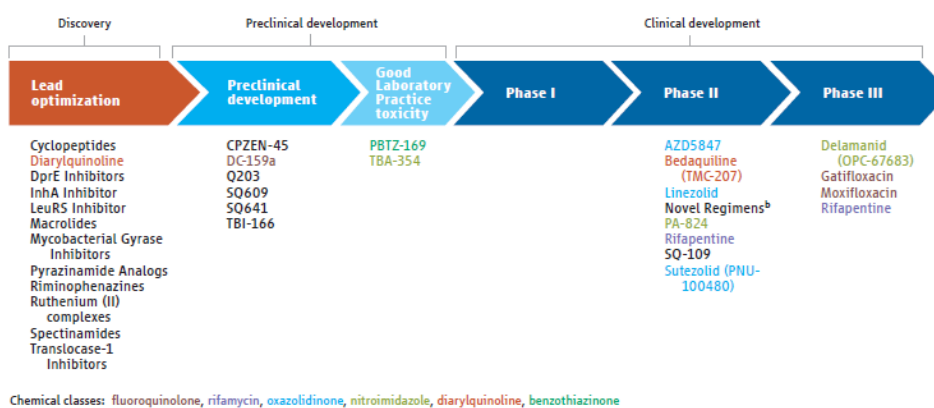 Discovery
Preclinical development
Clinical development
Lead
optimization
Preclinical
development
Good
Laboratory
Practice
toxicity
Phase I
Phase II
Phase III
Cyclopeptides
Diarylquinoline
DprE Inhibitors
InhA Inhibitor
LeuRS Inhibitor
Macrolides
Mycobacterial Gyrase
Inhibitors
Pyrazinamide Analogs
Riminophenazines
Ruthenium (II)
complexes
Spectinamides
Translocase-1
Inhibitors
CPZEN-45
DC-159a
Q203
SQ609
SQ641
TBI-166
PBTZ-169
TBA-354
AZD5847
Bedaquiline
(TMC-207)
Linezolid
Novel Regimensᵇ
PA-824
Rifapentine
SQ-109
Sutezolid (PNU-
100480)
Delamanid
(OPC-67683)
Gatifloxacin
Moxifloxacin
Rifapentine
Chemical classes: fluoroquinolone, rifamycin, oxazolidinone, nitroimidazole, diarylquinoline, benzothiazinone